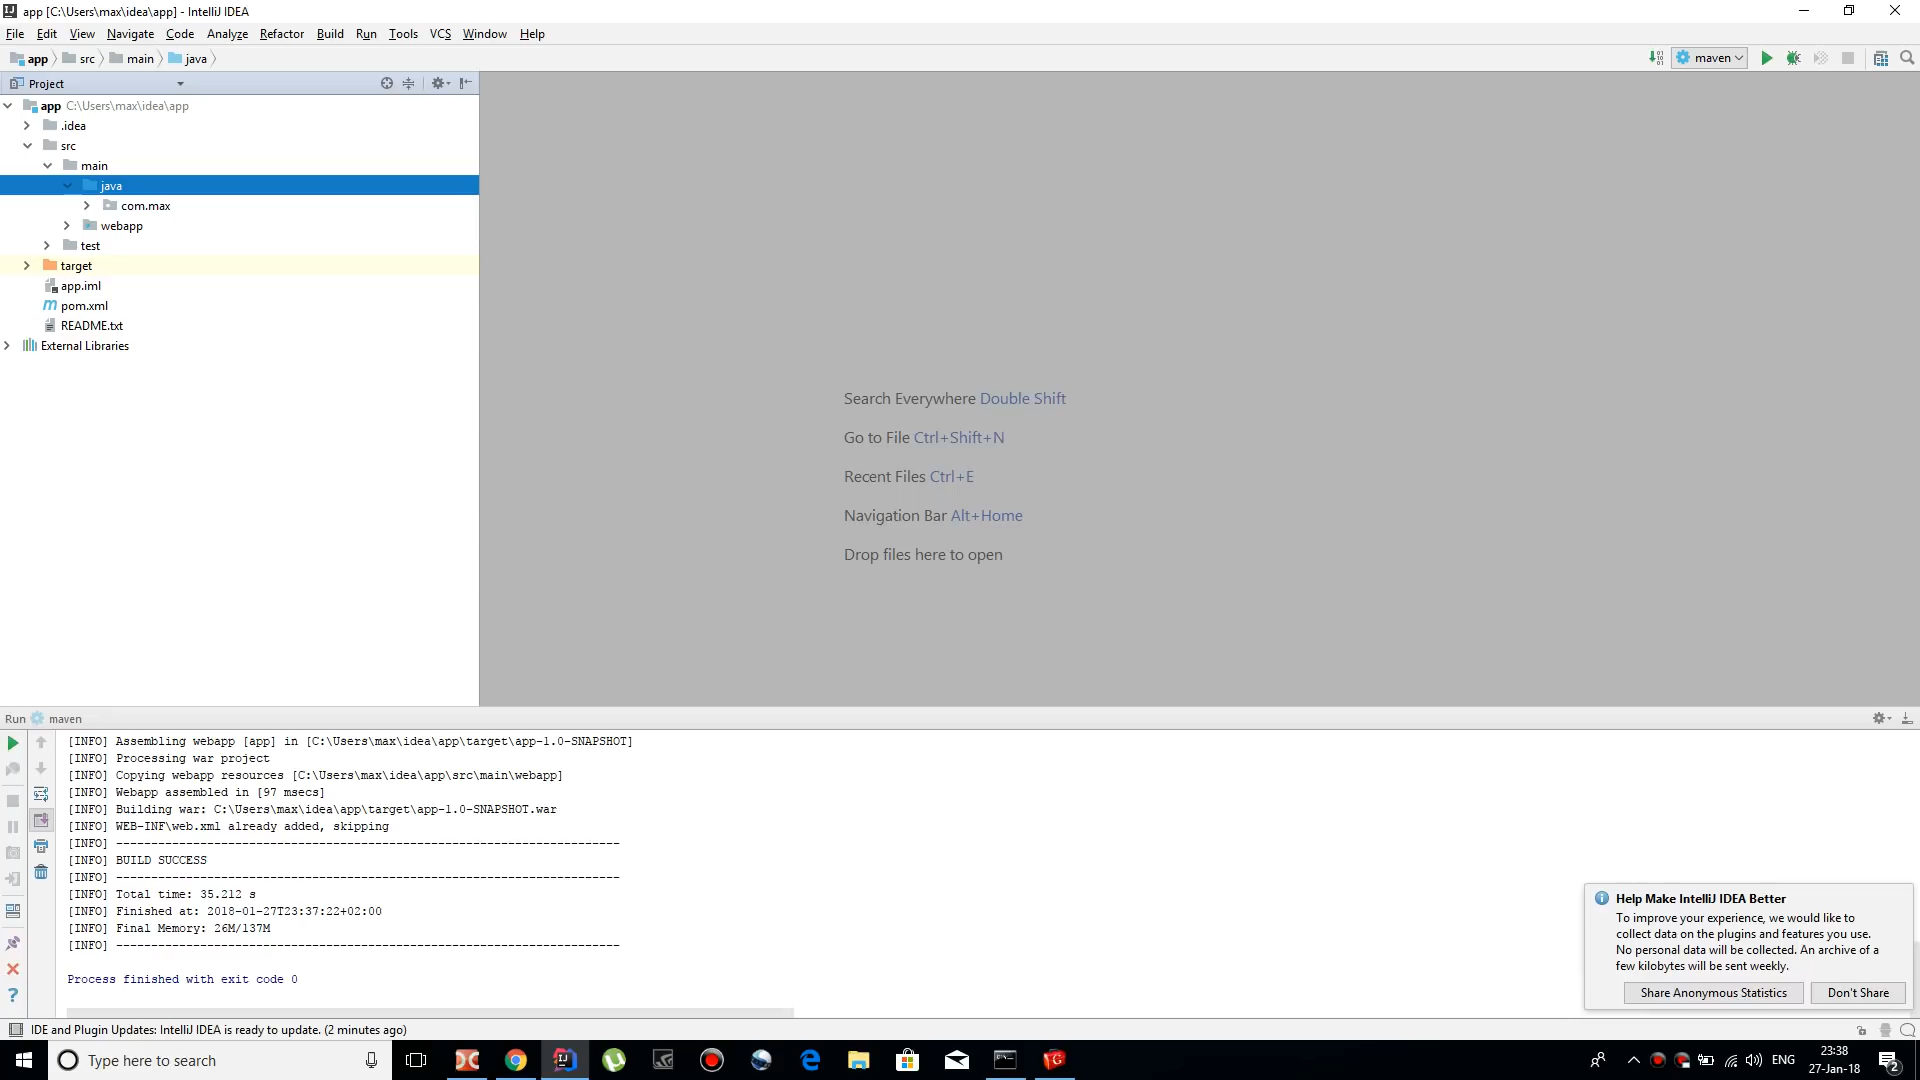 app [C:\Users\max\idea\app] - IntelliJ IDEA
File Edit View Navigate Code Analyze Refactor Build Run Tools VCS Window Help
app src main java maven
Project
app C:\Users\max\idea\app
.idea
src
main
java
com.max
webapp
test
target
app.iml
pom.xml
README.txt
External Libraries
Search Everywhere Double Shift
Go to File Ctrl+Shift+N
Recent Files Ctrl+E
Navigation Bar Alt+Home
Drop files here to open
Run maven
[INFO] Assembling webapp [app] in [C:\Users\max\idea\app\target\app-1.0-SNAPSHOT]
[INFO] Processing war project
[INFO] Copying webapp resources [C:\Users\max\idea\app\src\main\webapp]
[INFO] Webapp assembled in [97 msecs]
[INFO] Building war: C:\Users\max\idea\app\target\app-1.0-SNAPSHOT.war
[INFO] WEB-INF\web.xml already added, skipping
[INFO] ------------------------------------------------------------------------
[INFO] BUILD SUCCESS
[INFO] ------------------------------------------------------------------------
[INFO] Total time: 35.212 s
[INFO] Finished at: 2018-01-27T23:37:22+02:00
[INFO] Final Memory: 26M/137M
[INFO] ------------------------------------------------------------------------
Process finished with exit code 0
Help Make IntelliJ IDEA Better
To improve your experience, we would like to
collect data on the plugins and features you use.
No personal data will be collected. An archive of a
few kilobytes will be sent weekly.
Share Anonymous Statistics Don't Share
IDE and Plugin Updates: IntelliJ IDEA is ready to update. (2 minutes ago)
Type here to search
ENG
23:38
27-Jan-18
2